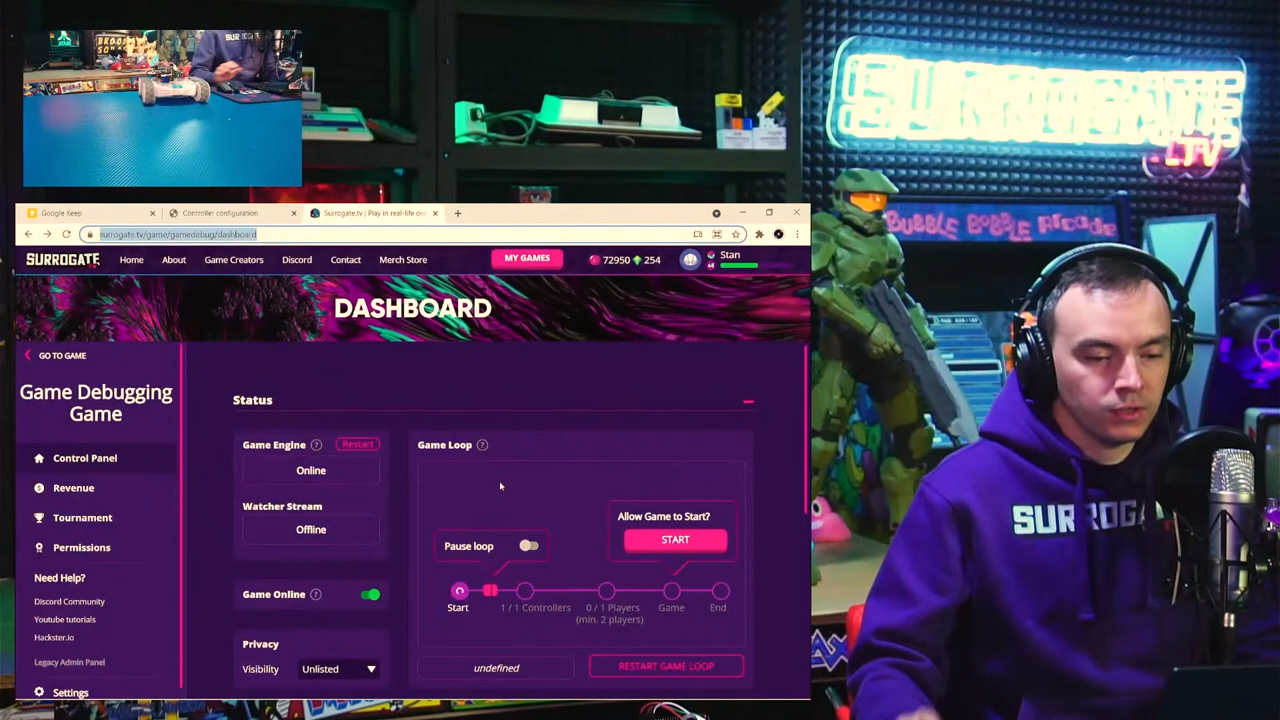 ATARI
SUR OGATE
SURROGATE
.TV
BUBBLE BOBBLE Arcade
Google Keep
Controller configuration
Surrogate.tv | Play in real-life ov
surrogate.tv/game/gamedebug/dashboard
SURROGATE
Home
About
Game Creators
Discord
Contact
Merch Store
MY GAMES
72950
254
Stan
DASHBOARD
GO TO GAME
Game Debugging
Game
Control Panel
Revenue
Tournament
Permissions
Need Help?
Discord Community
Youtube tutorials
Hackster.io
Legacy Admin Panel
Settings
Status
Game Engine ?
Restart
Online
Watcher Stream
Offline
Game Online ?
Privacy
Visibility
Unlisted
Game Loop ?
Pause loop
Allow Game to Start?
START
Start
1 / 1 Controllers
0 / 1 Players
(min. 2 players)
Game
End
undefined
RESTART GAME LOOP
SURROGA